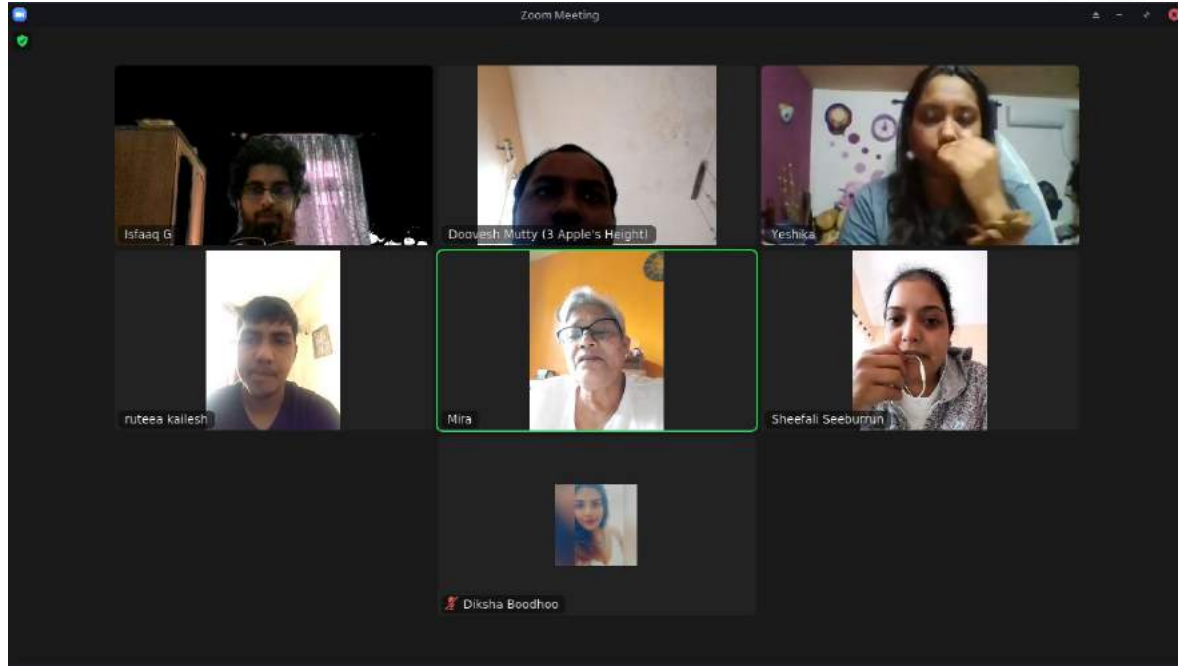 Zoom Meeting
Isfaaq G
Doovesh Mutty (3 Apple's Height)
Yeshika
ruteea kailesh
Mira
Sheefali Seeburrun
Diksha Boodhoo